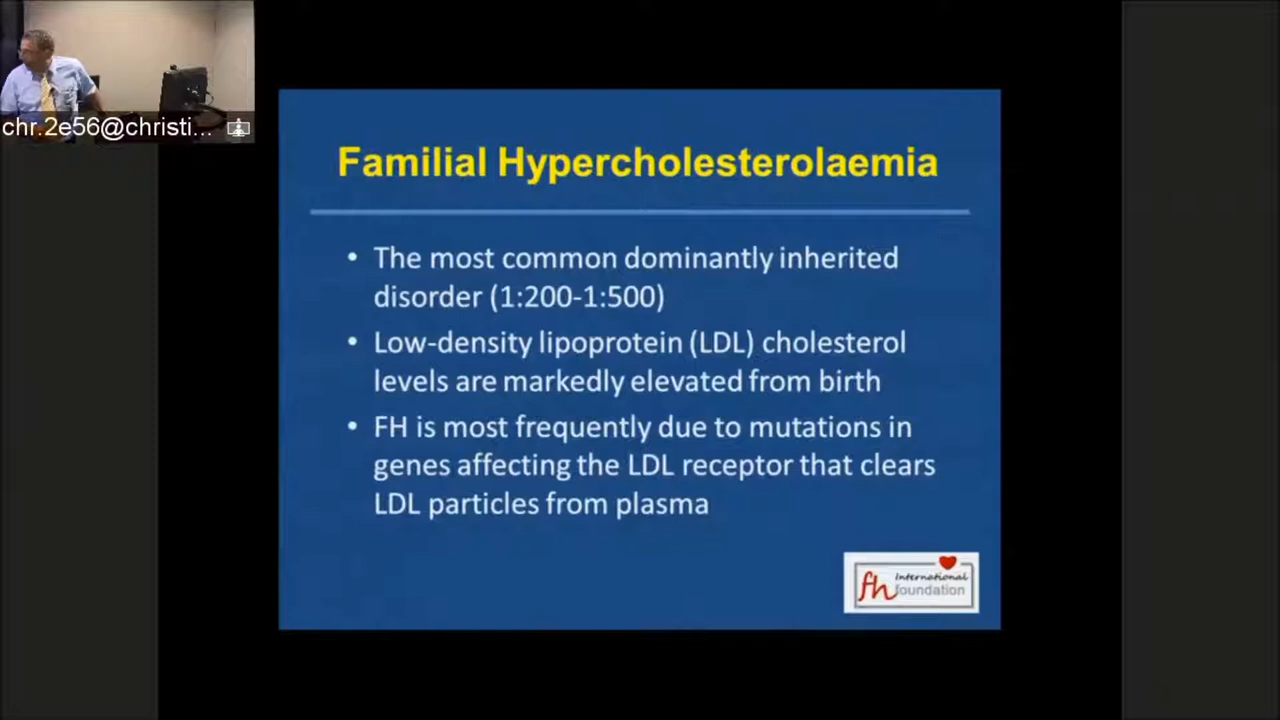 chr.2e56@christi...
Familial Hypercholesterolaemia
• The most common dominantly inherited
disorder (1:200-1:500)
• Low-density lipoprotein (LDL) cholesterol
levels are markedly elevated from birth
• FH is most frequently due to mutations in
genes affecting the LDL receptor that clears
LDL particles from plasma
fh International
foundation